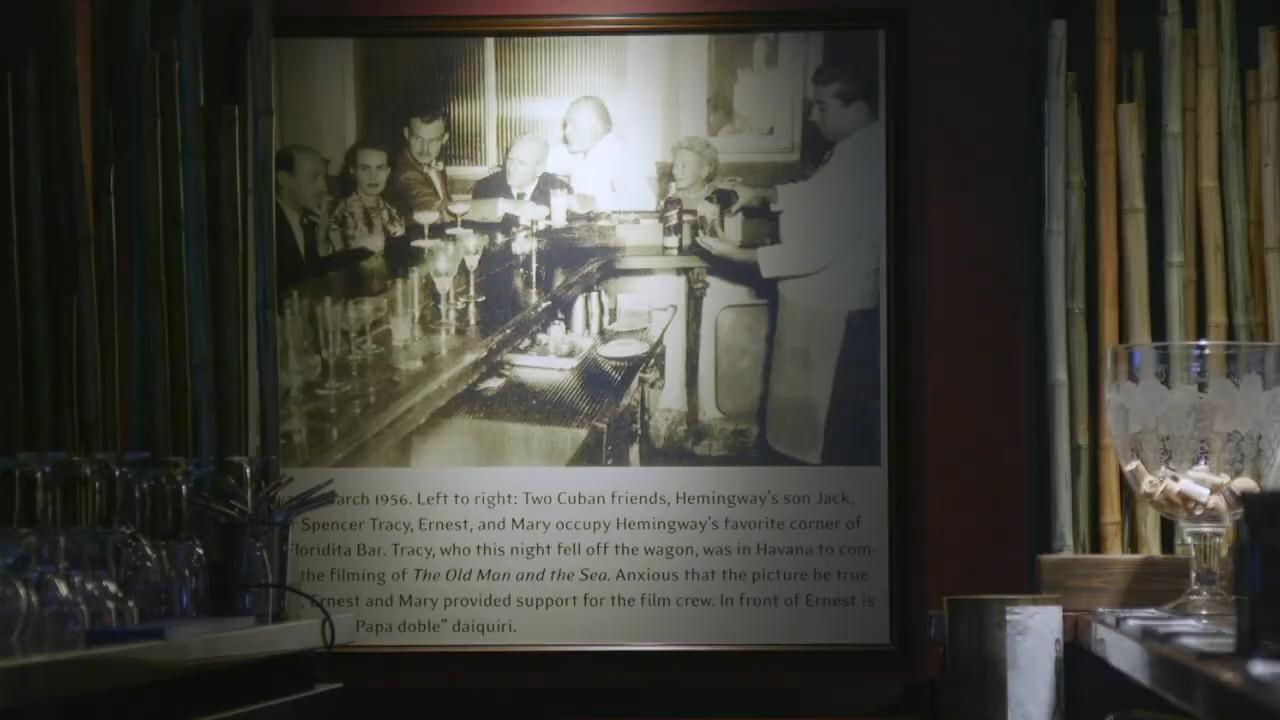 arch 1956. Left to right: Two Cuban friends, Hemingway's son Jack,
Spencer Tracy, Ernest, and Mary occupy Hemingway's favorite corner of
loridita Bar. Tracy, who this night fell off the wagon, was in Havana to com-
the filming of The Old Man and the Sea. Anxious that the picture be true
. Ernest and Mary provided support for the film crew. In front of Ernest is
Papa doble" daiquiri.